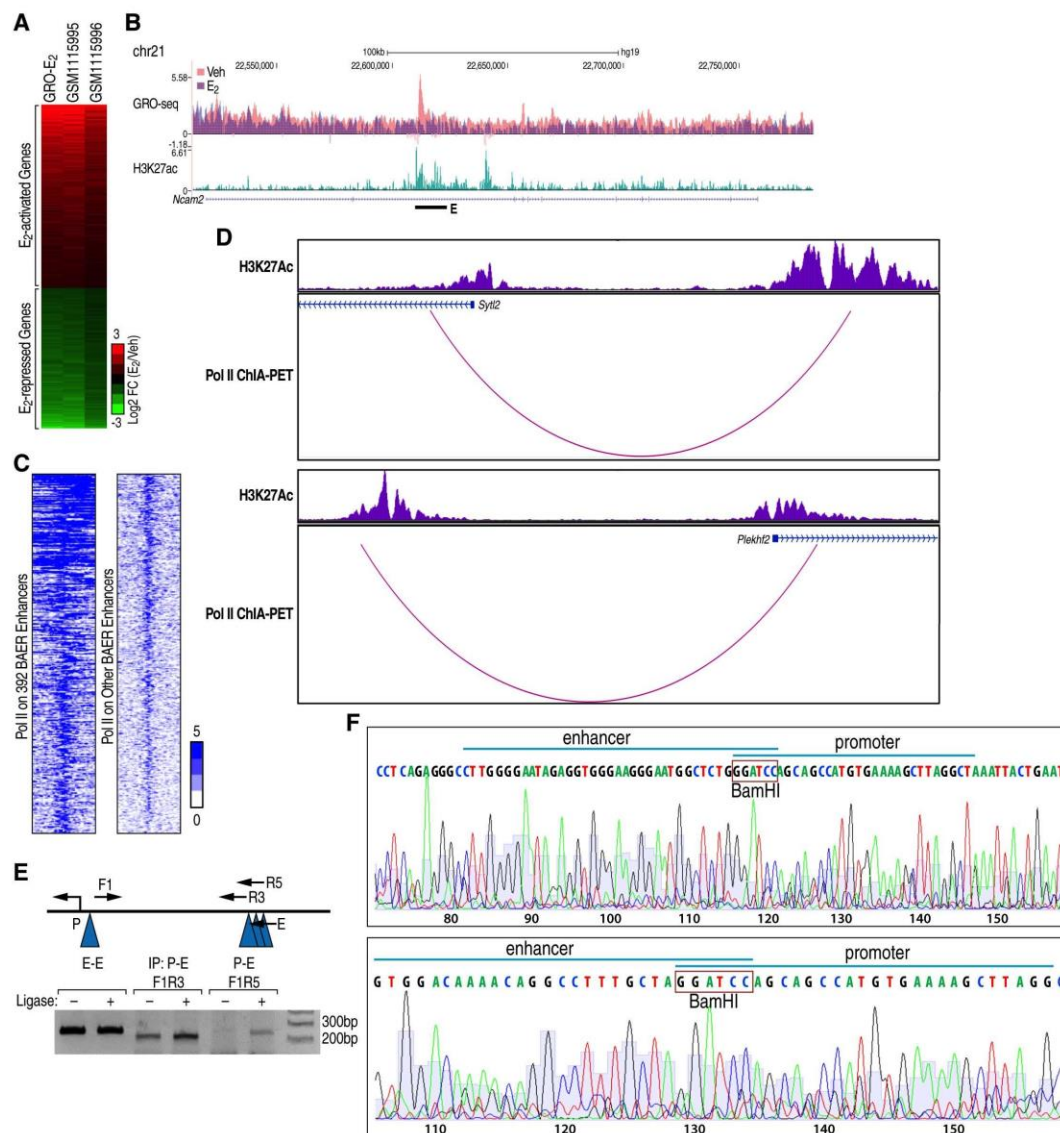 A
GRO-E2
GSM1115995
GSM1115996
E2-activated Genes
E2-repressed Genes
3
-3
Log2 FC (E2/Veh)
B
chr21
100kb
hg19
22,550,000
22,600,000
22,650,000
22,700,000
22,750,000
5.58
Veh
E2
GRO-seq
0
-1.18
6.61
H3K27ac
0
Ncam2
E
C
Pol II on 392 BAER Enhancers
Pol II on Other BAER Enhancers
5
0
D
H3K27Ac
Sytl2
Pol II ChIA-PET
H3K27Ac
Plekhf2
Pol II ChIA-PET
E
F1
R5
R3
P
E
E-E
IP: P-E
P-E
F1R3
F1R5
Ligase:
−
+
−
+
−
+
300bp
200bp
F
enhancer
promoter
CCTCAGAGGGCCTTGGGGAATAGAGGTGGGAAGGGAATGGCTCTGGGATCCAGCAGCCATGTGAAAAGCTTAGGCTAAATTACTGAAT
BamHI
80 90 100 110 120 130 140 150
enhancer
promoter
GTGGACAAAACAGGCCTTTGCTAGGATCCAGCAGCCATGTGAAAAGCTTAGGC
BamHI
110 120 130 140 150